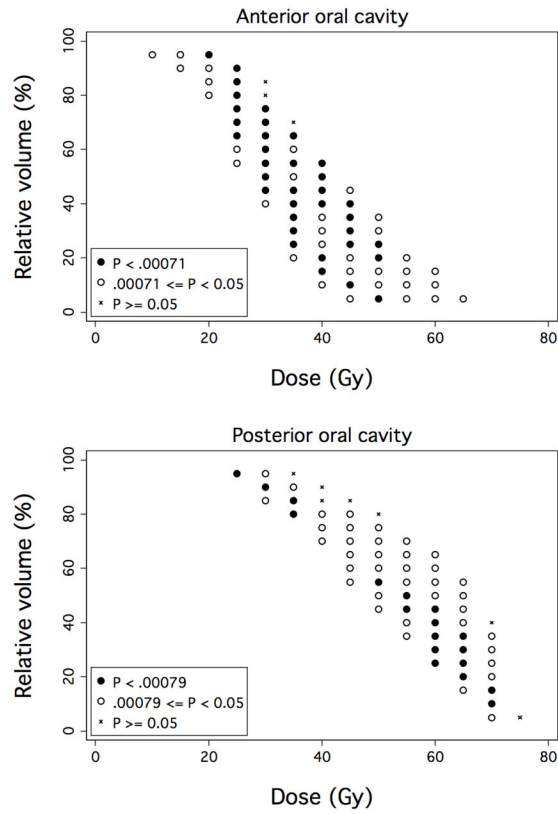 Anterior oral cavity
Relative volume (%)
100
80
60
40
20
0
P < .00071
.00071 <= P < 0.05
P >= 0.05
0 20 40 60 80
Dose (Gy)
Posterior oral cavity
Relative volume (%)
100
80
60
40
20
0
P < .00079
.00079 <= P < 0.05
P >= 0.05
0 20 40 60 80
Dose (Gy)